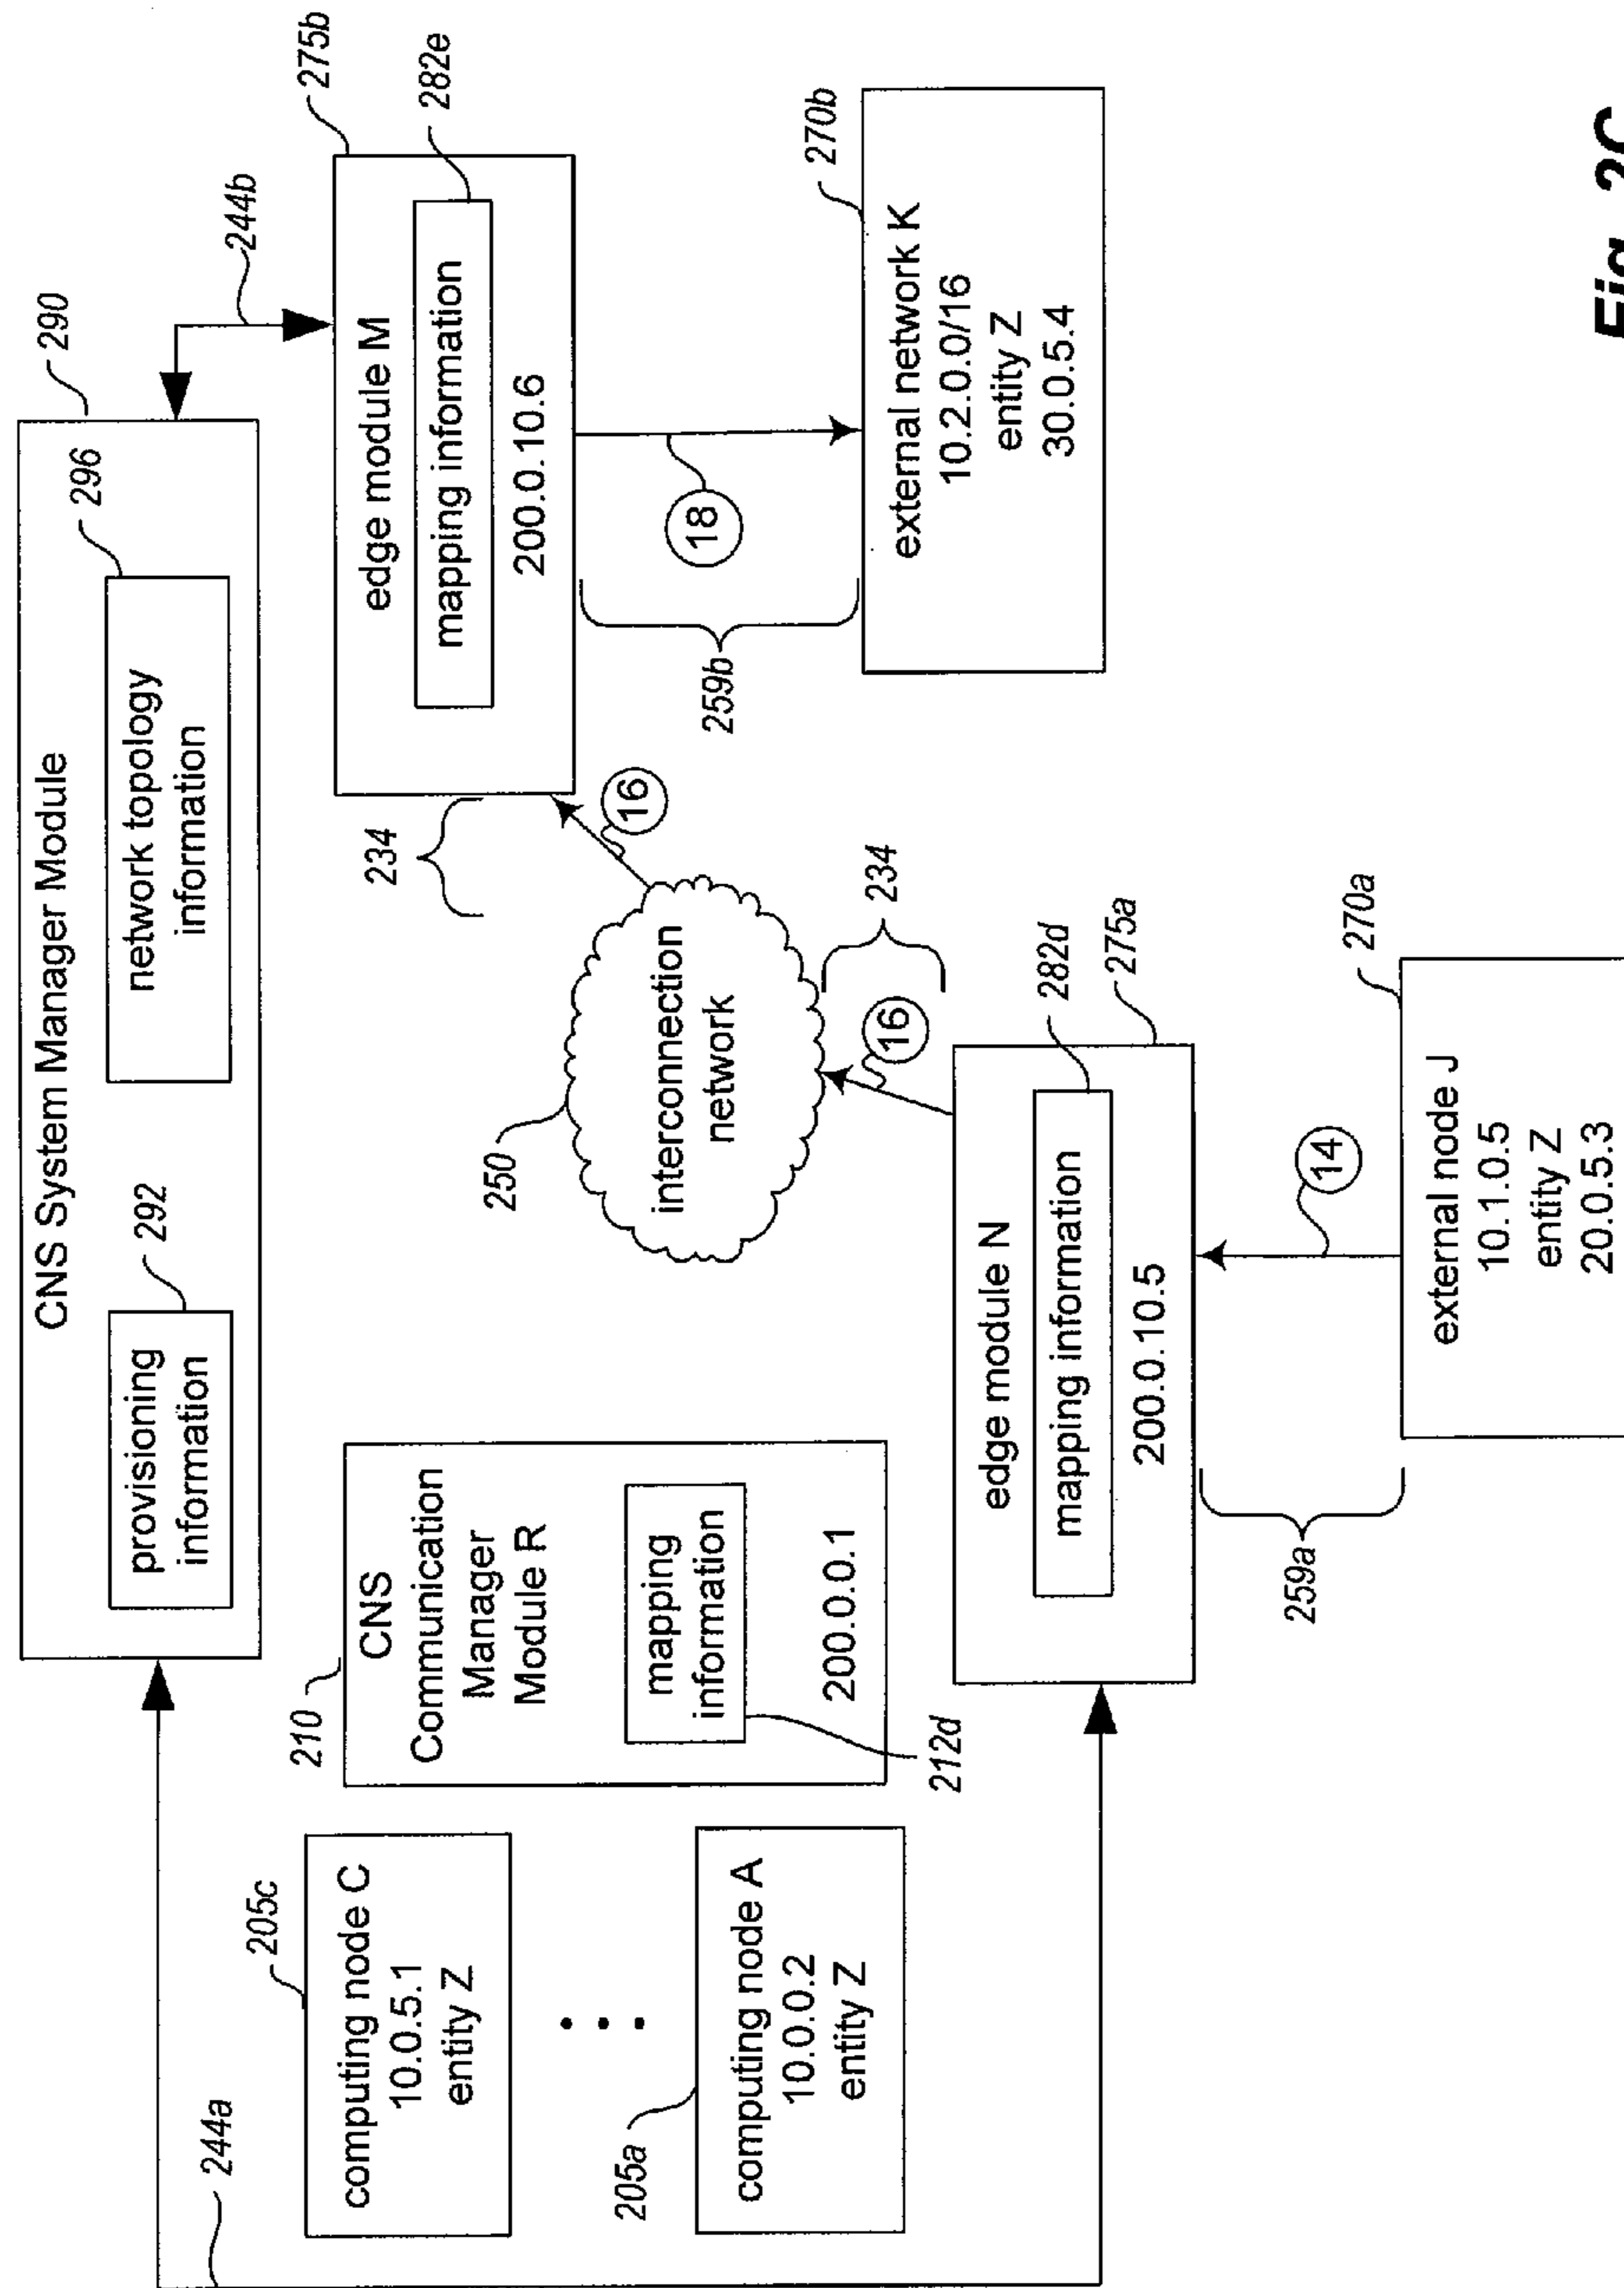 CNS System Manager Module
290
provisioning
information
292
network topology
information
296
244a
244b
computing node C
10.0.5.1
entity Z
205c
computing node A
10.0.0.2
entity Z
205a
CNS
Communication
Manager
Module R
mapping
information
200.0.0.1
210
212d
interconnection
network
250
234
16
234
16
edge module M
mapping information
200.0.10.6
275b
282e
259b
18
external network K
10.2.0.0/16
entity Z
30.0.5.4
270b
edge module N
mapping information
200.0.10.5
282d
275a
259a
14
external node J
10.1.0.5
entity Z
20.0.5.3
270a